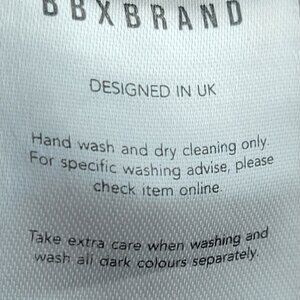 BBXBRAND
DESIGNED IN UK
Hand wash and dry cleaning only.
For specific washing advise, please
check item online.
Take extra care when washing and
wash all dark colours separately.